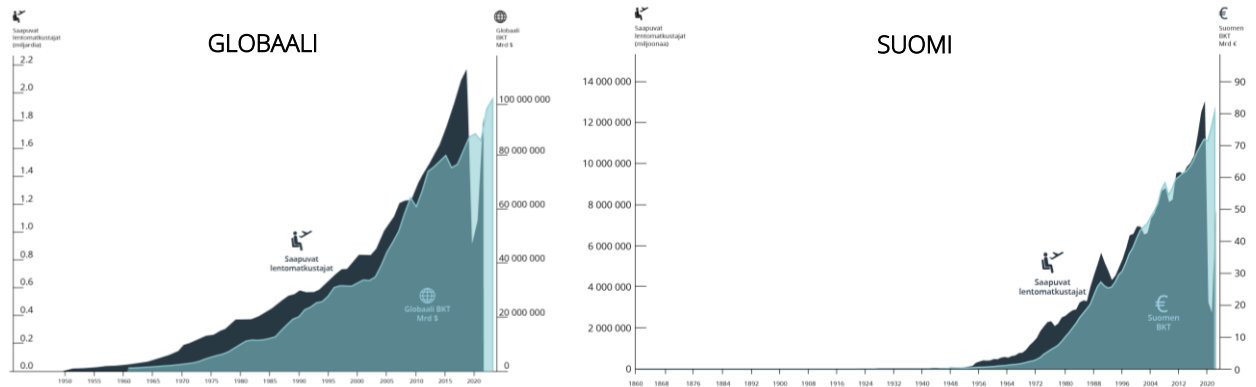 Saapuvat
lentomatkustajat
(miljardia)
GLOBAALI
Globaali
BKT
Mrd $
2.2
2.0
1.8
1.6
1.4
1.2
1.0
0.8
0.6
0.4
0.2
0.0
100 000 000
80 000 000
60 000 000
40 000 000
20 000 000
0
Saapuvat
lentomatkustajat
Globaali BKT
Mrd $
1950 1955 1960 1965 1970 1975 1980 1985 1990 1995 2000 2005 2010 2015 2020
Saapuvat
lentomatkustajat
(miljoonaa)
SUOMI
€
Suomen
BKT
Mrd €
14 000 000
12 000 000
10 000 000
8 000 000
6 000 000
4 000 000
2 000 000
0
90
80
70
60
50
40
30
20
10
0
Saapuvat
lentomatkustajat
€
Suomen
BKT
1860 1868 1876 1884 1892 1900 1908 1916 1924 1932 1940 1948 1956 1964 1972 1980 1988 1996 2004 2012 2020